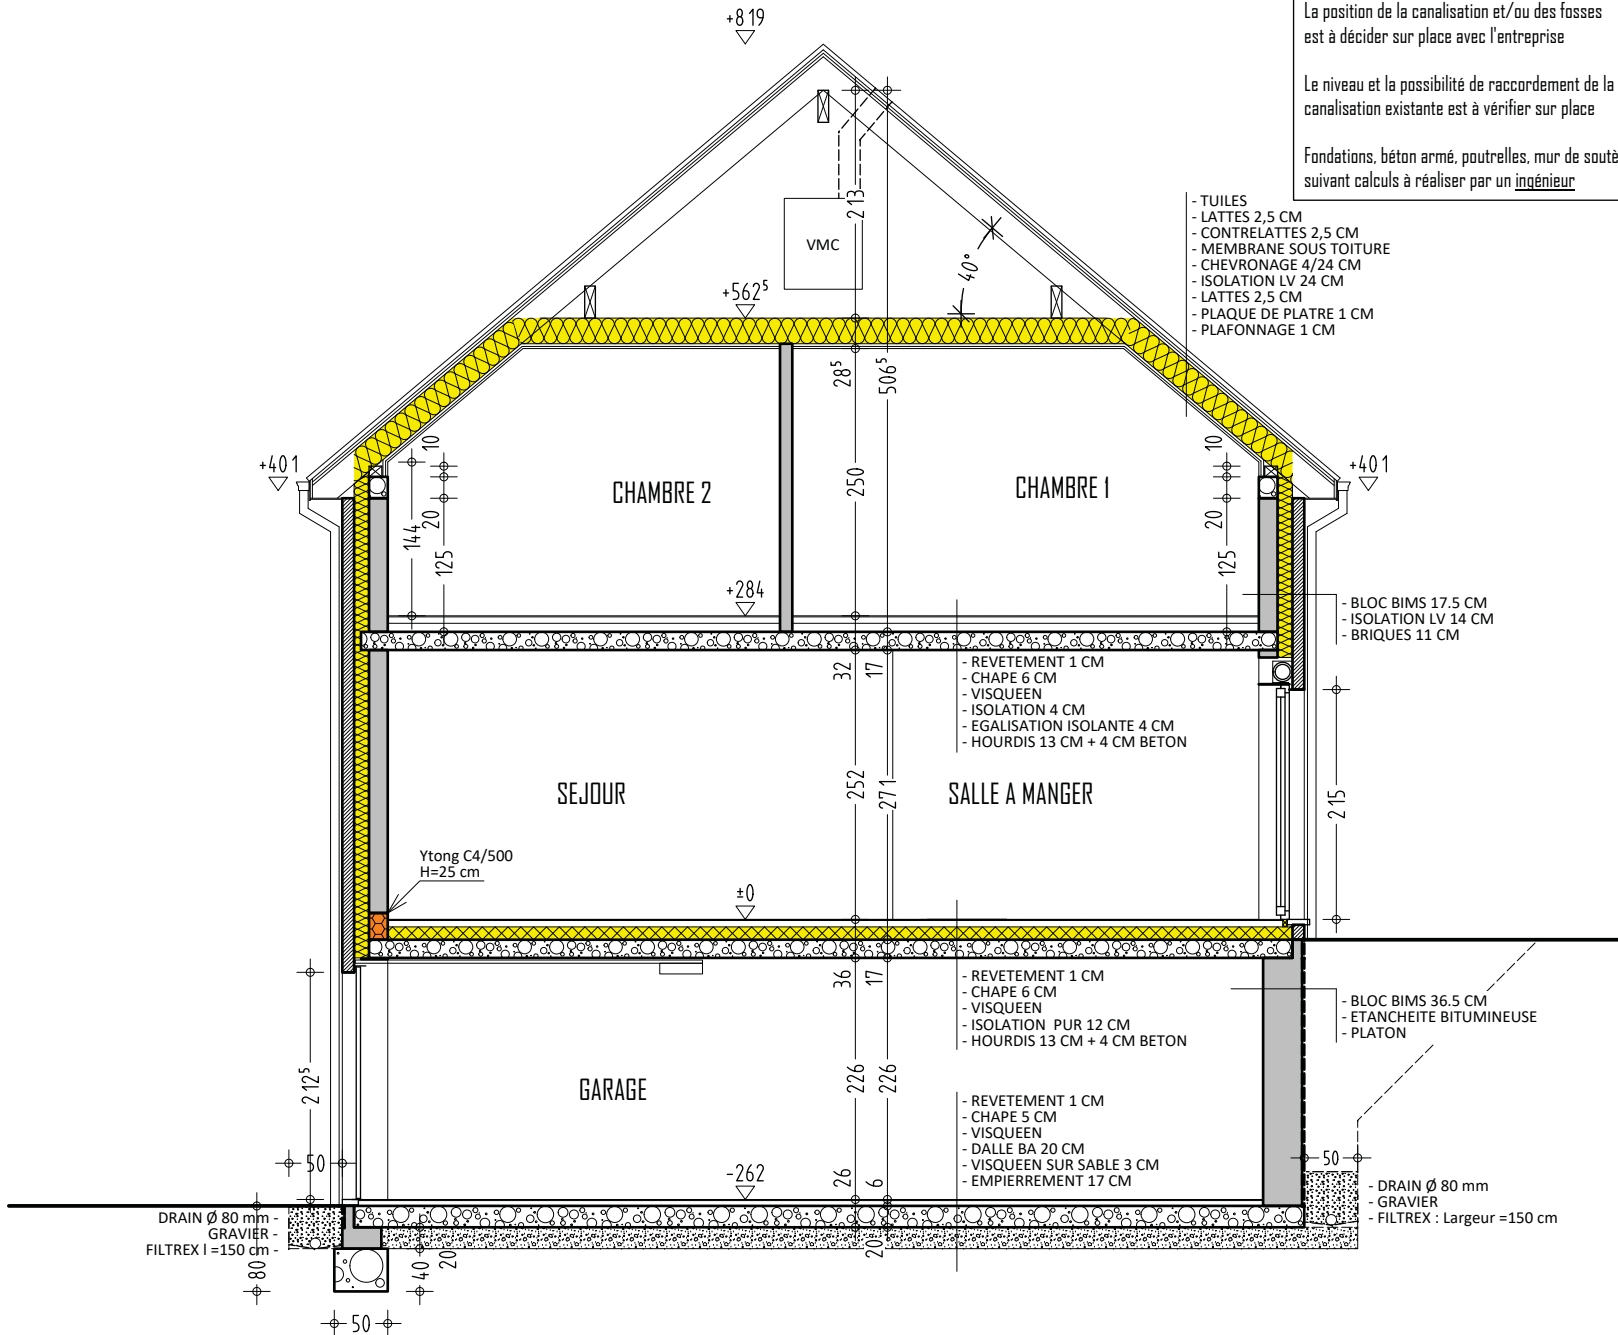 +819
La position de la canalisation et/ou des fosses
est à décider sur place avec l'entreprise
Le niveau et la possibilité de raccordement de la
canalisation existante est à vérifier sur place
Fondations, béton armé, poutrelles, mur de soutè
suivant calculs à réaliser par un ingénieur
- TUILES
- LATTES 2,5 CM
- CONTRELATTES 2,5 CM
- MEMBRANE SOUS TOITURE
- CHEVRONAGE 4/24 CM
- ISOLATION LV 24 CM
- LATTES 2,5 CM
- PLAQUE DE PLATRE 1 CM
- PLAFONNAGE 1 CM
213
VMC
40°
+562⁵
28⁵
506⁵
+401
10
144
20
125
CHAMBRE 2
250
CHAMBRE 1
10
20
125
+401
+284
- BLOC BIMS 17.5 CM
- ISOLATION LV 14 CM
- BRIQUES 11 CM
32
17
- REVETEMENT 1 CM
- CHAPE 6 CM
- VISQUEEN
- ISOLATION 4 CM
- EGALISATION ISOLANTE 4 CM
- HOURDIS 13 CM + 4 CM BETON
SEJOUR
252
271
SALLE A MANGER
215
Ytong C4/500
H=25 cm
±0
36
17
- REVETEMENT 1 CM
- CHAPE 6 CM
- VISQUEEN
- ISOLATION PUR 12 CM
- HOURDIS 13 CM + 4 CM BETON
- BLOC BIMS 36.5 CM
- ETANCHEITE BITUMINEUSE
- PLATON
212⁵
GARAGE
226
226
- REVETEMENT 1 CM
- CHAPE 5 CM
- VISQUEEN
- DALLE BA 20 CM
- VISQUEEN SUR SABLE 3 CM
- EMPIERREMENT 17 CM
50
-262
26
6
50
- DRAIN Ø 80 mm
- GRAVIER
- FILTREX : Largeur =150 cm
DRAIN Ø 80 mm -
GRAVIER -
FILTREX l =150 cm -
80
40
20
20
50